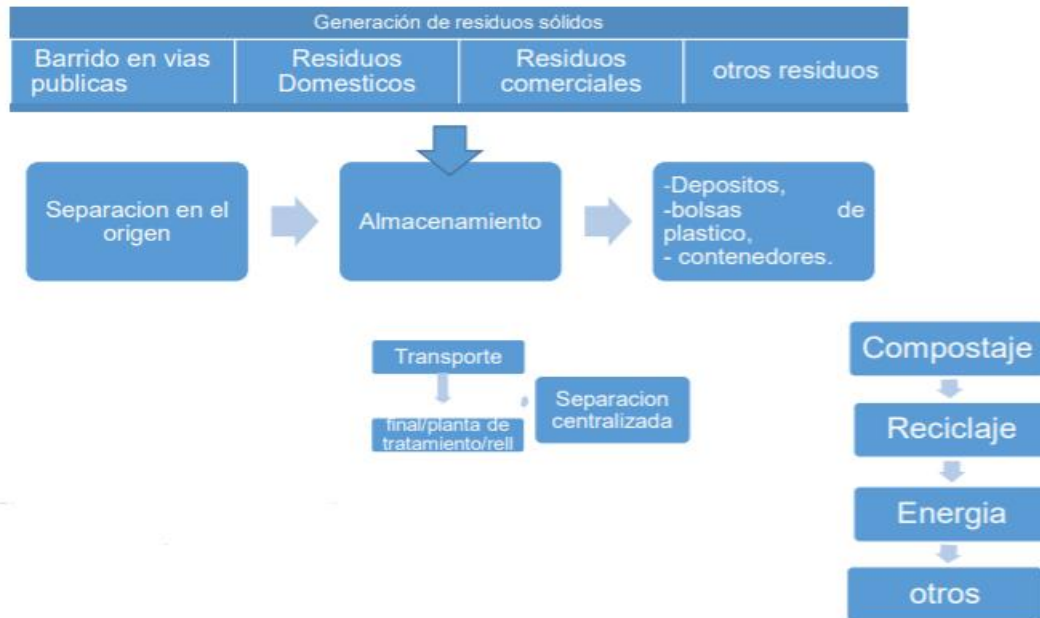 Generación de residuos sólidos
Barrido en vias
publicas
Residuos
Domesticos
Residuos
comerciales
otros residuos
Separacion en el
origen
Almacenamiento
-Depositos,
-bolsas de
plastico,
- contenedores.
Transporte
final/planta de
tratamiento/rell
Separacion
centralizada
Compostaje
Reciclaje
Energia
otros